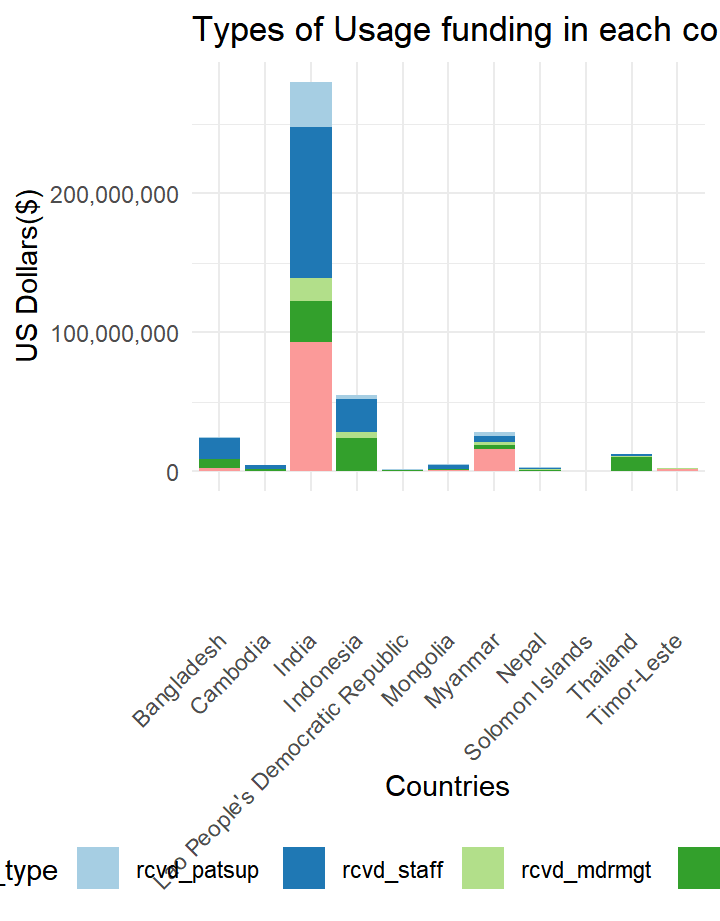 Types of Usage funding in each co
US Dollars($)
200,000,000
100,000,000
0
Bangladesh
Cambodia
India
Indonesia
Lao People's Democratic Republic
Mongolia
Myanmar
Nepal
Solomon Islands
Thailand
Timor-Leste
Countries
_type rcvd_patsup rcvd_staff rcvd_mdrmgt